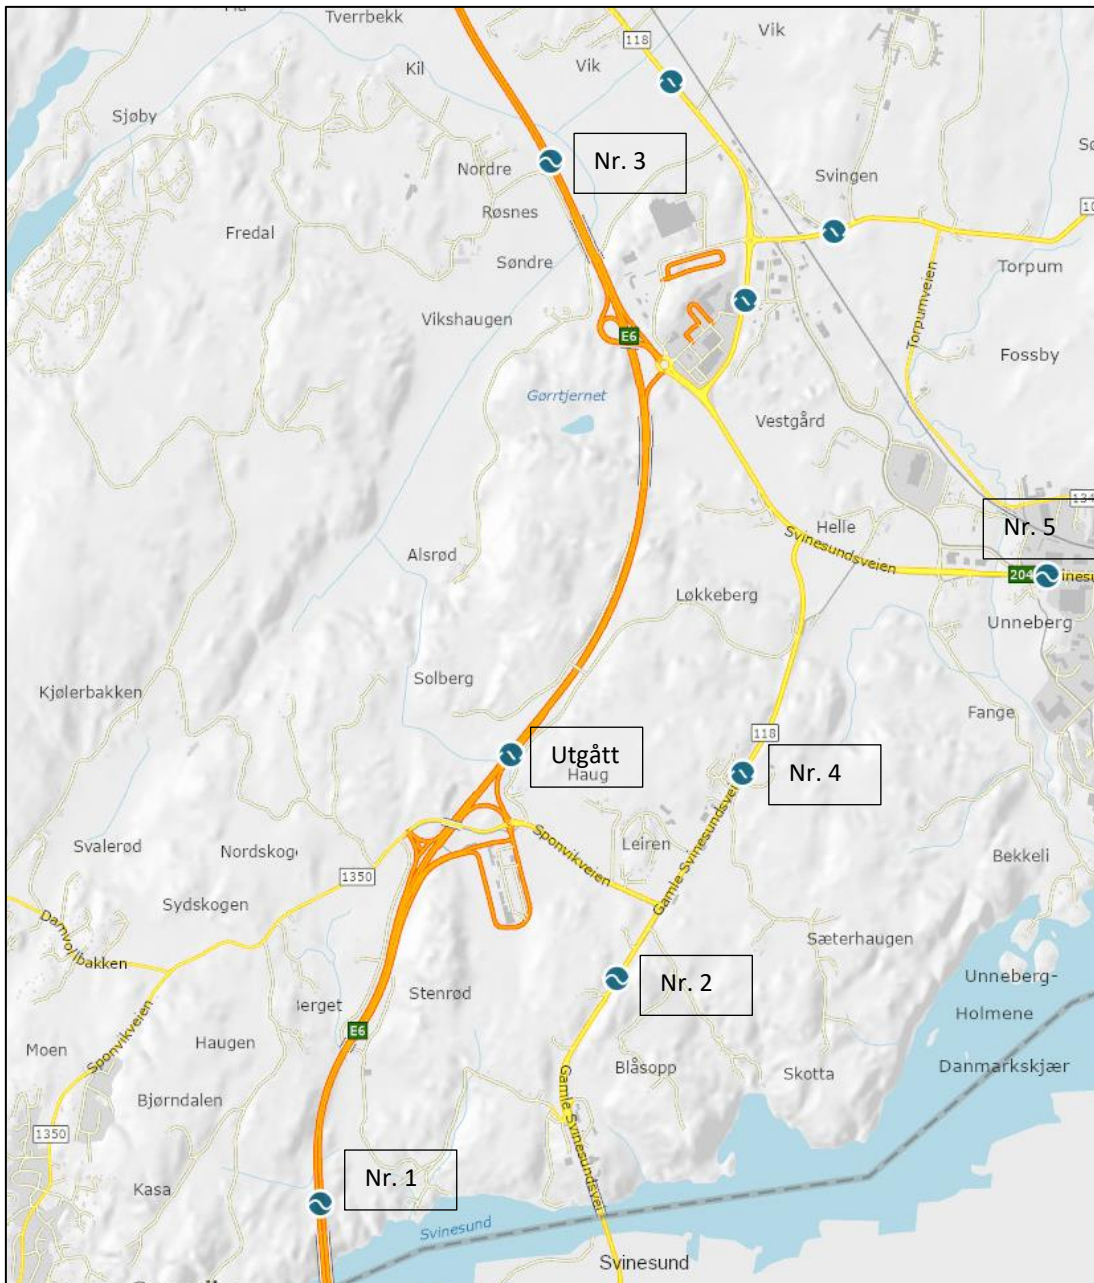 Tverrbekk
Vik
118
Vik
Kil
Sjøby
Nr. 3
Nordre
Svingen
Røsnes
Fredal
Søndre
Torpum
Vikshaugen
E6
Torpumveien
Fossby
Gørrtjernet
Vestgård
Helle
Nr. 5
Svinesundsveien
Alsrød
204
Løkkeberg
Unneberg
Solberg
Kjølerbakken
Fange
118
Utgått
Haug
Nr. 4
Sponvikveien
Leiren
Svalerød
Bekkeli
1350
Gamle Svinesundsvei
Sydskogen
Sæterhaugen
Unneberg-
Holmene
Nr. 2
Stenrød
E6
Sponvikveien
Haugen
Moen
Blåsopp
Skotta
Danmarkskjær
Bjørndalen
Gamle Svinesundsvei
1350
Nr. 1
Kasa
Svinesund
Svinesund